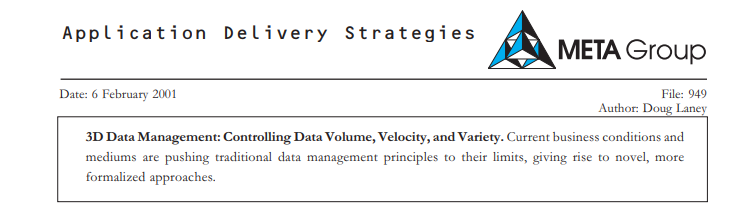 Application Delivery Strategies
META Group
Date: 6 February 2001
File: 949
Author: Doug Laney
3D Data Management: Controlling Data Volume, Velocity, and Variety. Current business conditions and
mediums are pushing traditional data management principles to their limits, giving rise to novel, more
formalized approaches.